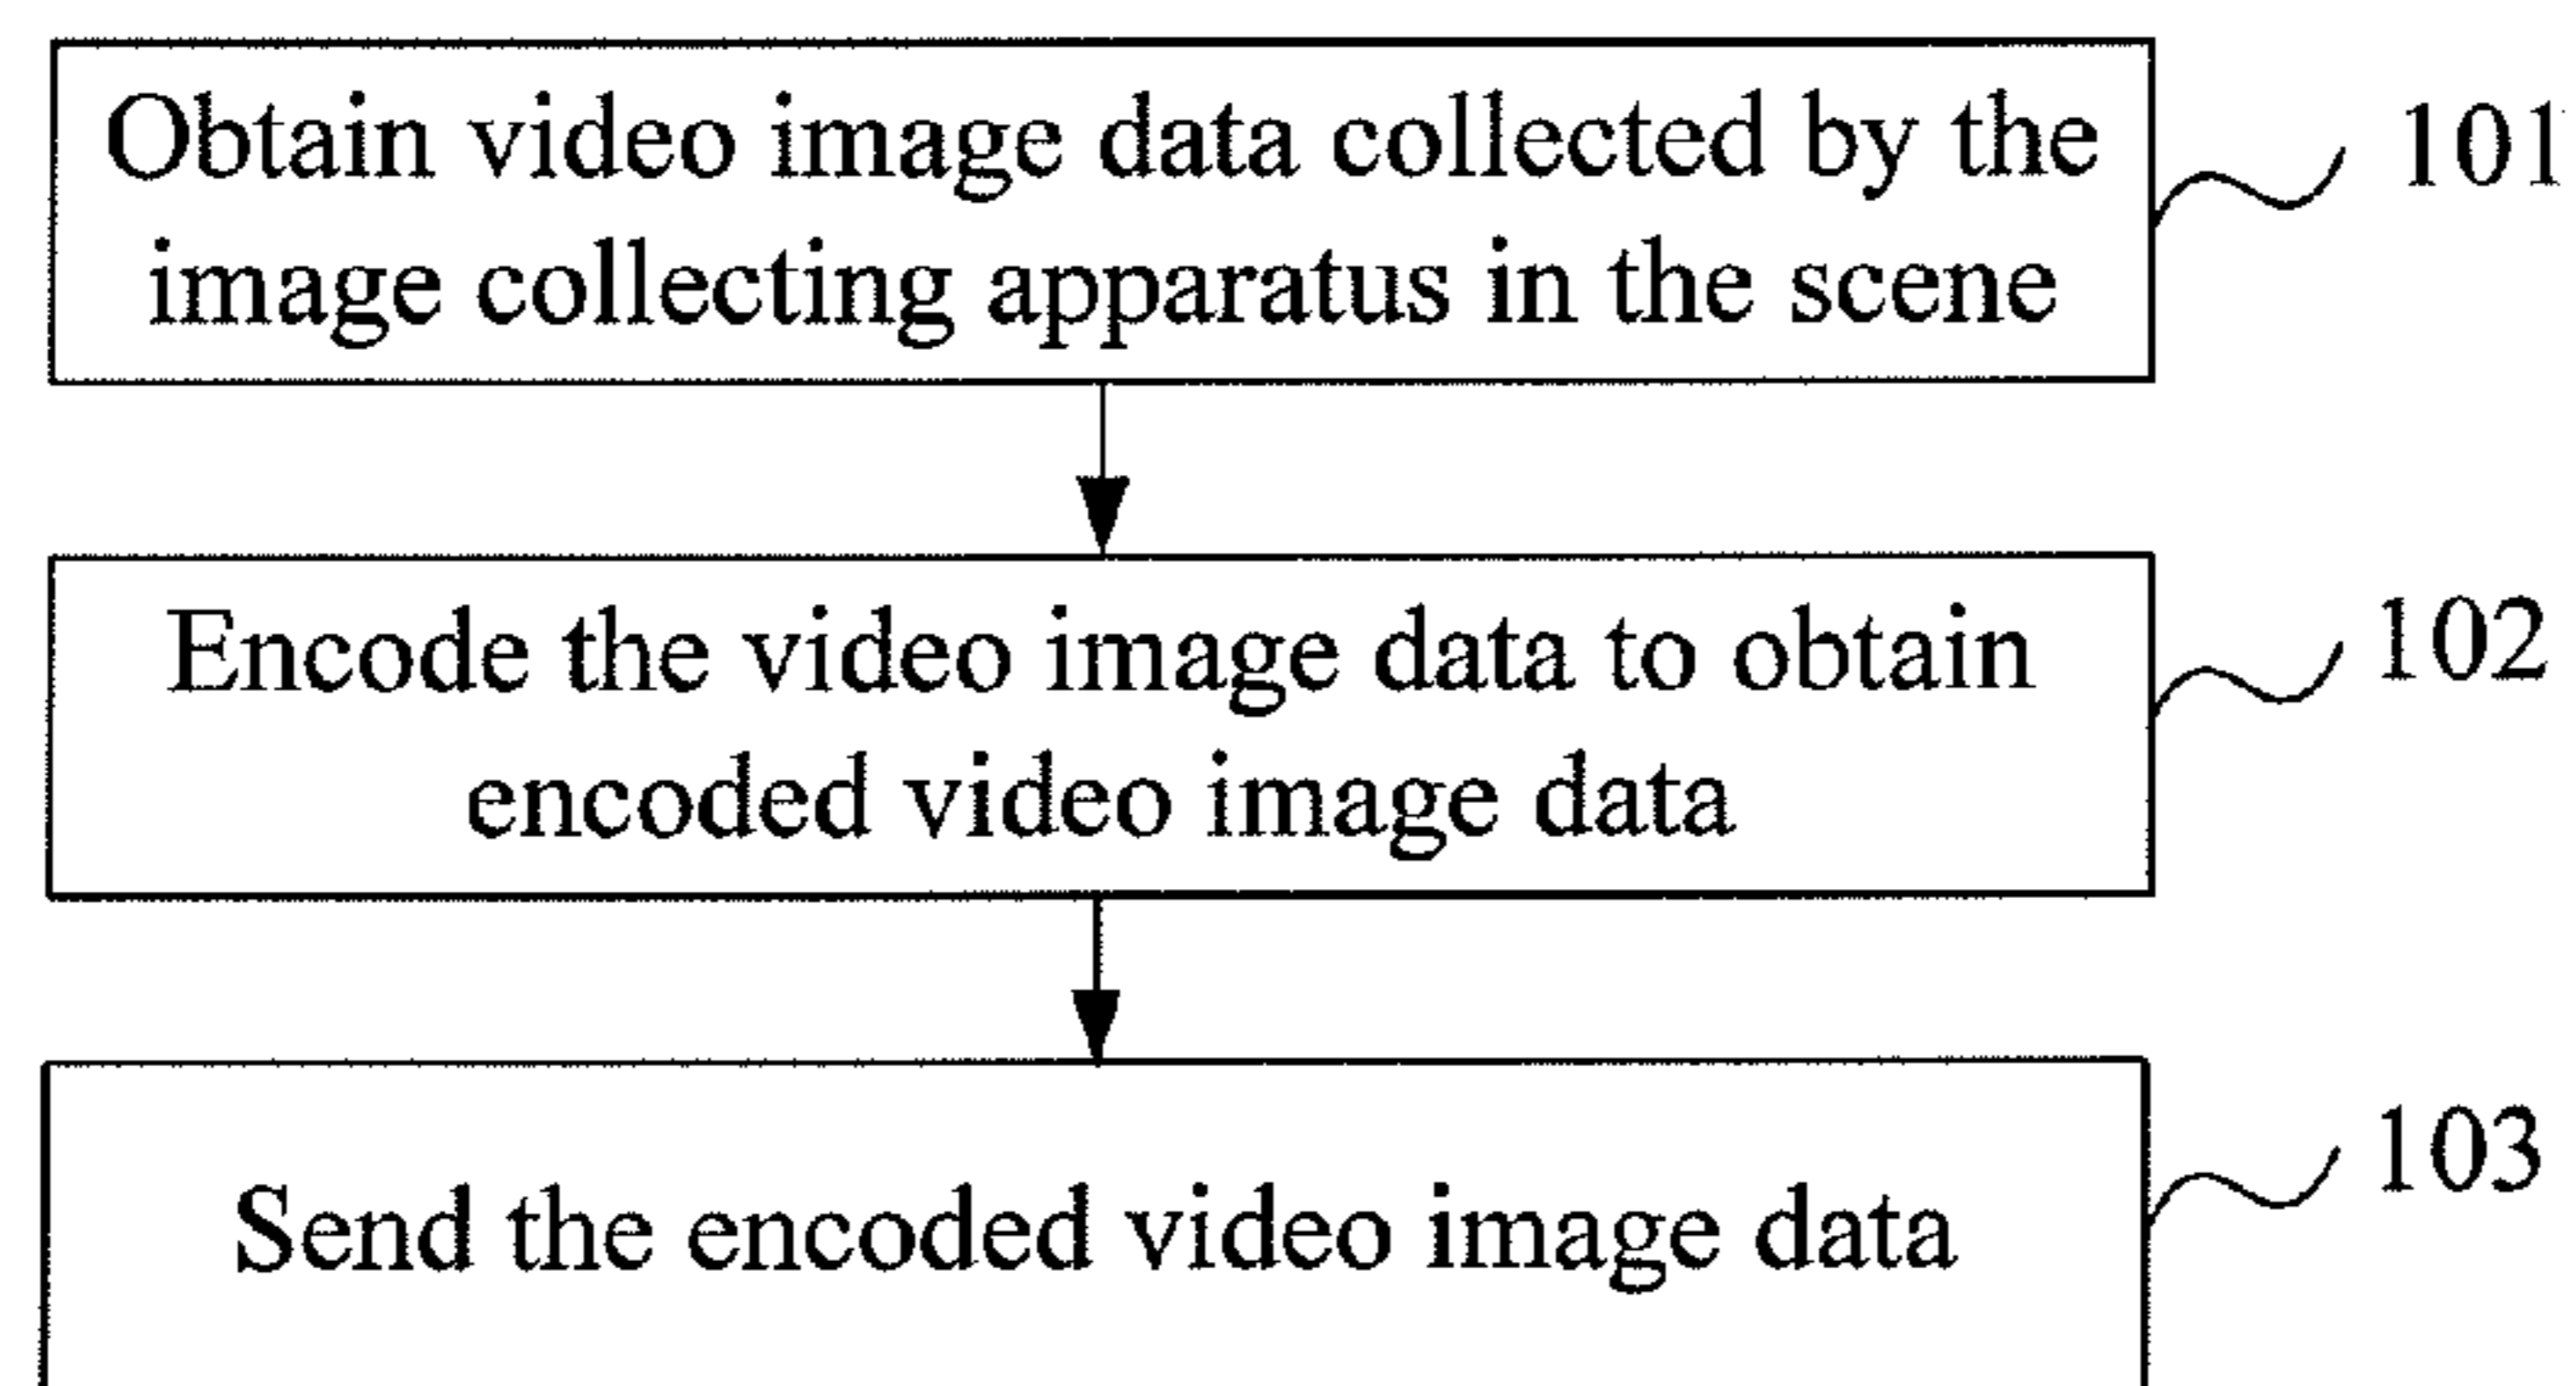 Obtain video image data collected by the
image collecting apparatus in the scene
101
Encode the video image data to obtain
encoded video image data
102
Send the encoded video image data
103